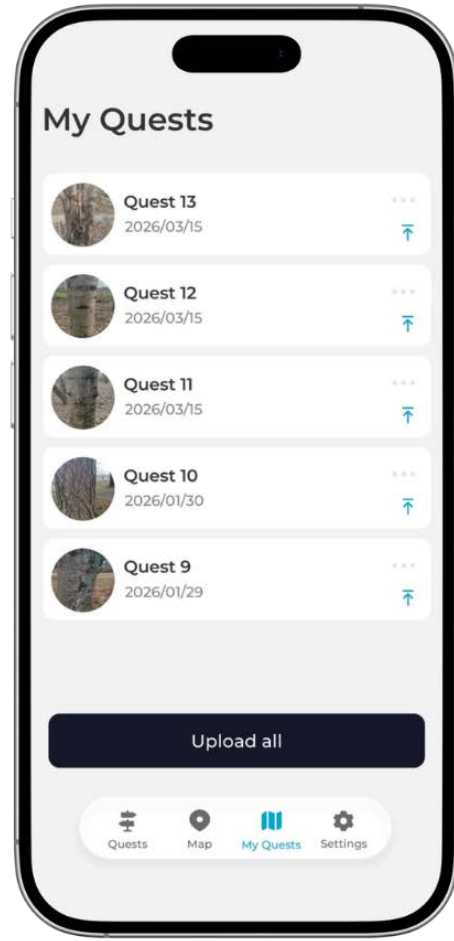 My Quests
Quest 13
2026/03/15
Quest 12
2026/03/15
Quest 11
2026/03/15
Quest 10
2026/01/30
Quest 9
2026/01/29
Upload all
Quests
Map
My Quests
Settings